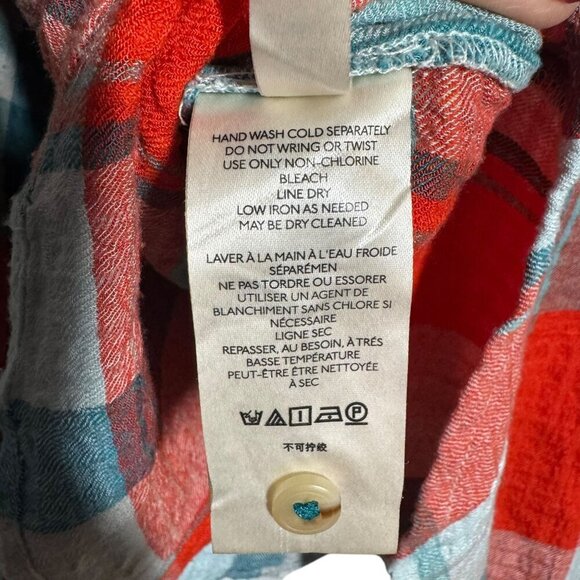 HAND WASH COLD SEPARATELY
DO NOT WRING OR TWIST
USE ONLY NON-CHLORINE
BLEACH
LINE DRY
LOW IRON AS NEEDED
MAY BE DRY CLEANED
LAVER À LA MAIN À L'EAU FROIDE
SÉPARÉMEN
NE PAS TORDRE OU ESSORER
UTILISER UN AGENT DE
BLANCHIMENT SANS CHLORE SI
NÉCESSAIRE
LIGNE SEC
REPASSER, AU BESOIN, À TRÉS
BASSE TEMPÉRATURE
PEUT-ÊTRE ÊTRE NETTOYÉE
À SEC
不可拧绞